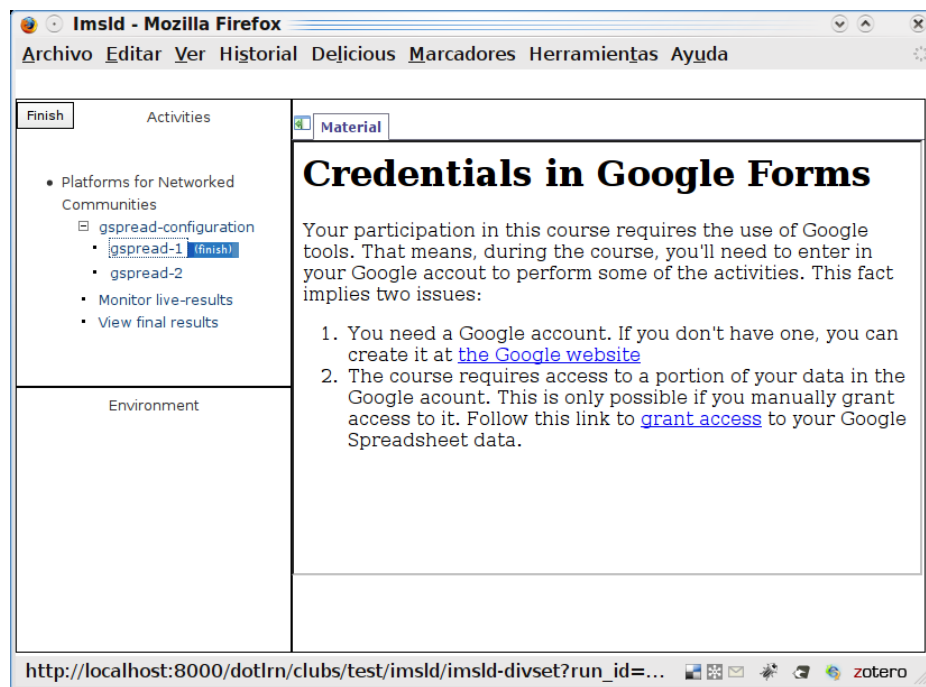 Imsld - Mozilla Firefox
Archivo Editar Ver Historial Delicious Marcadores Herramientas Ayuda
Finish
Activities
Platforms for Networked
Communities
gspread-configuration
gspread-1 (finish)
gspread-2
Monitor live-results
View final results
Environment
Material
Credentials in Google Forms
Your participation in this course requires the use of Google
tools. That means, during the course, you'll need to enter in
your Google accout to perform some of the activities. This fact
implies two issues:
1. You need a Google account. If you don't have one, you can
create it at the Google website
2. The course requires access to a portion of your data in the
Google acount. This is only possible if you manually grant
access to it. Follow this link to grant access to your Google
Spreadsheet data.
http://localhost:8000/dotlrn/clubs/test/imsld/imsld-divset?run_id=...
zotero